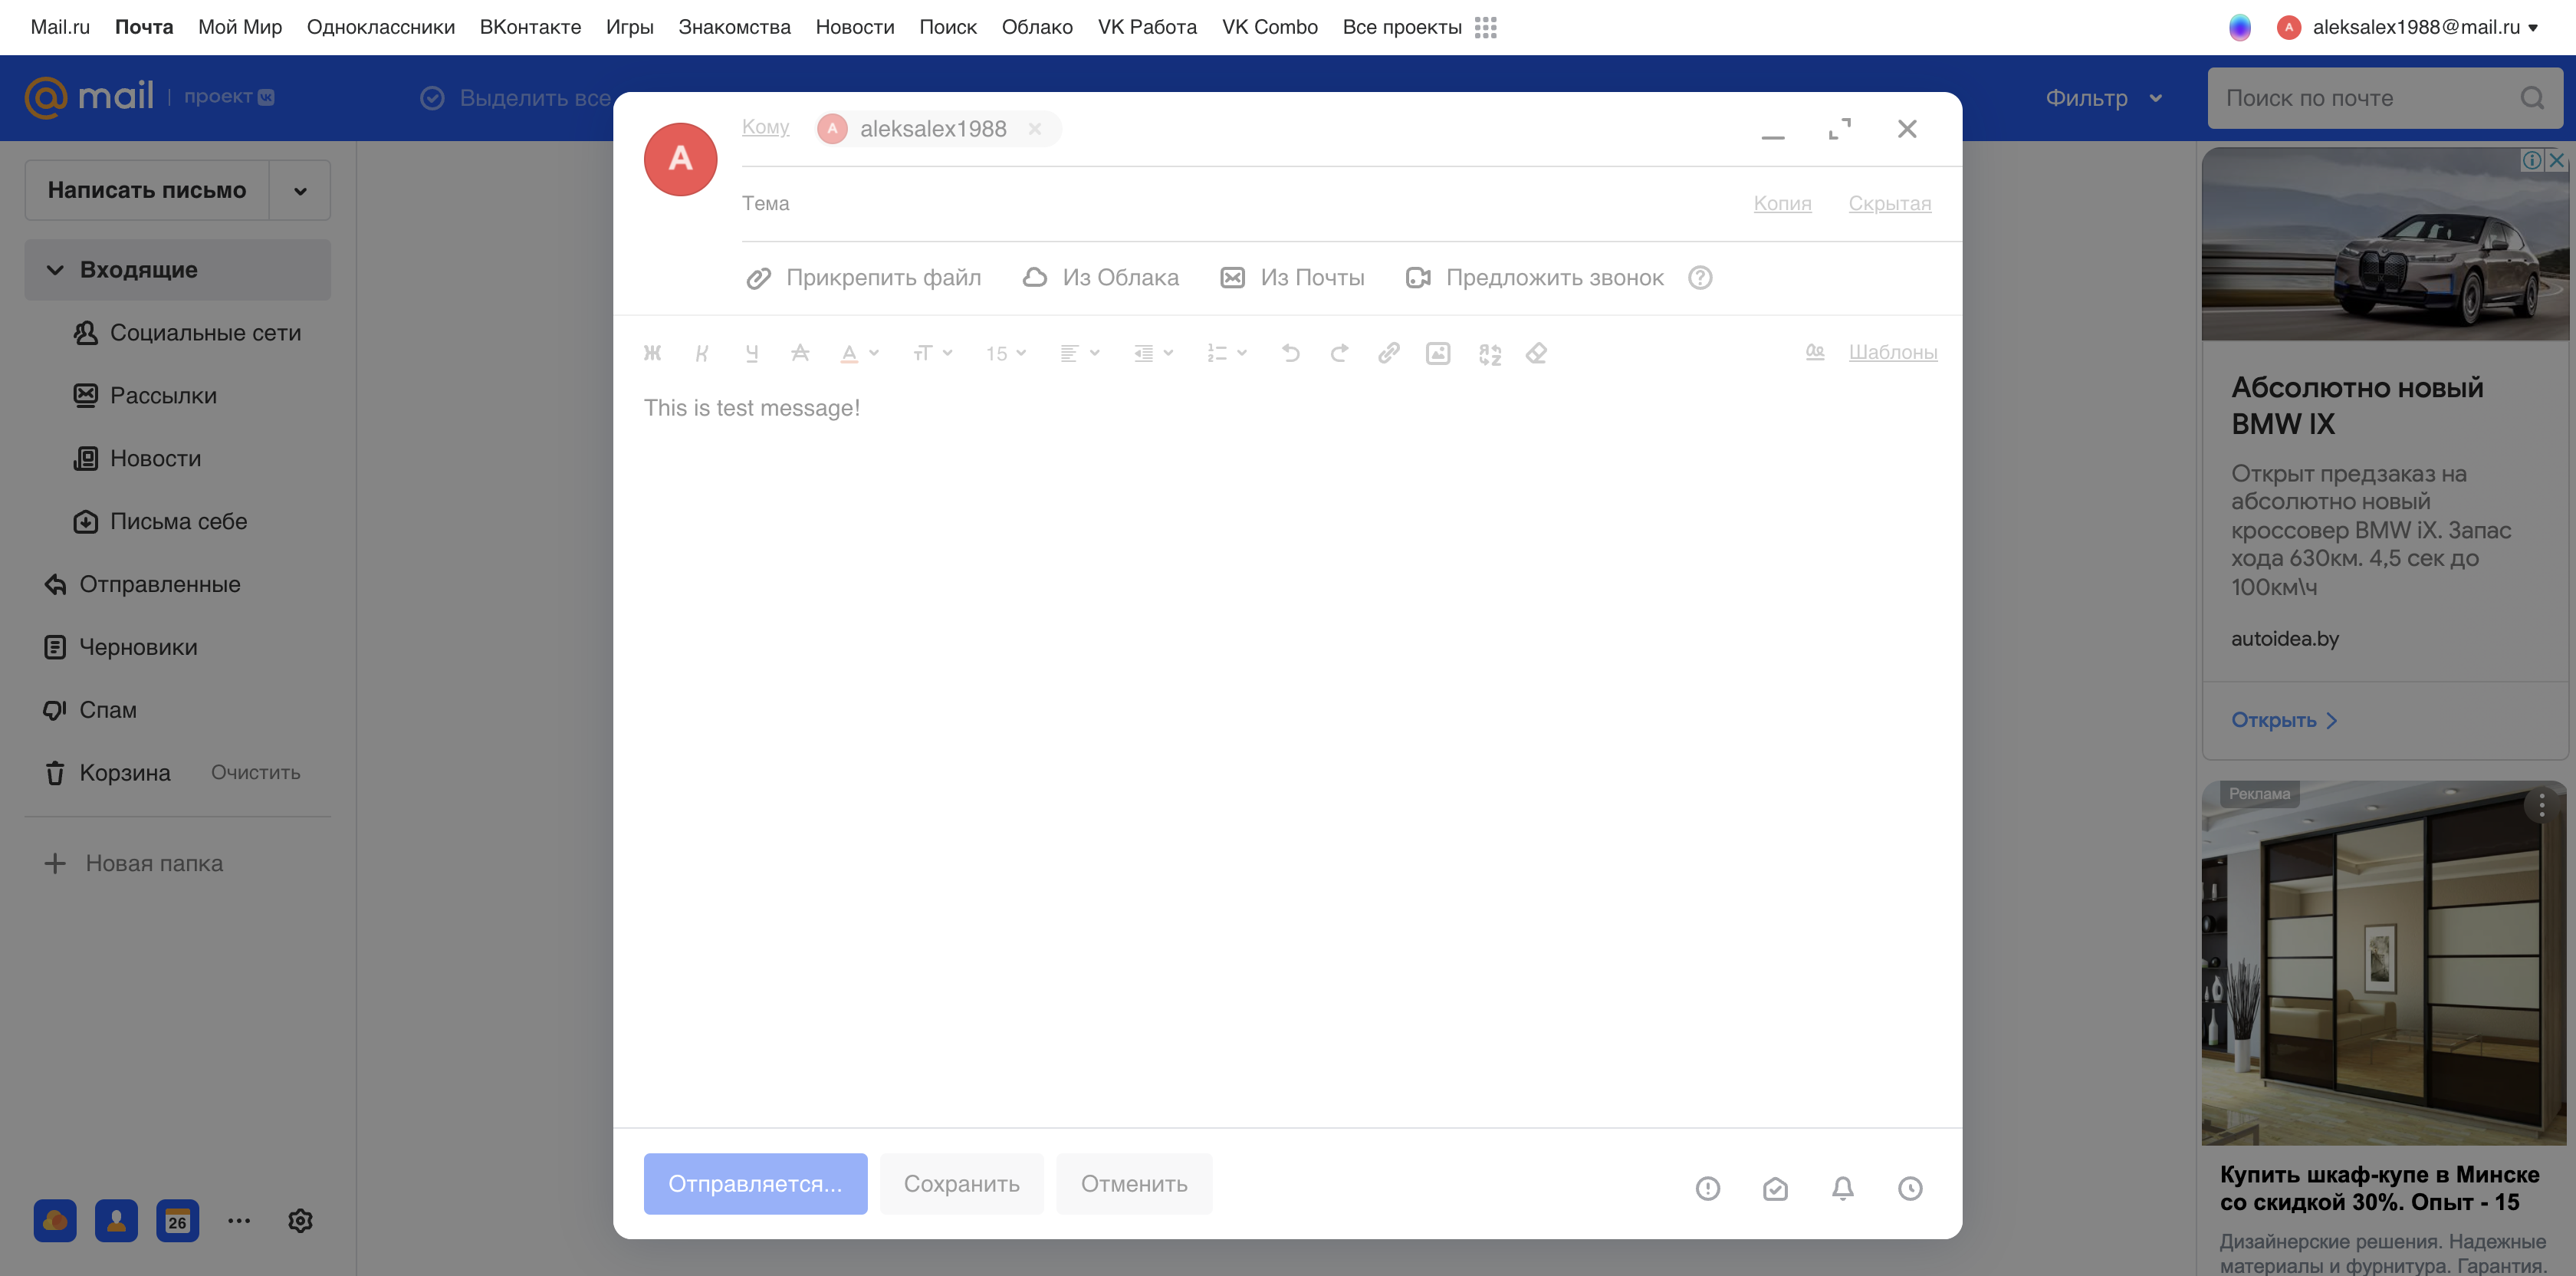 Mail.ru Почта Мой Мир Одноклассники ВКонтакте Игры Знакомства Новости Поиск Облако VK Работа VK Combo Все проекты
A aleksalex1988@mail.ru
@mail | проект
Выделить все
Фильтр
Поиск по почте
Написать письмо
Входящие
Социальные сети
Рассылки
Новости
Письма себе
Отправленные
Черновики
Спам
Корзина Очистить
Новая папка
26
A
Кому A aleksalex1988
Тема Копия Скрытая
Прикрепить файл Из Облака Из Почты Предложить звонок ?
Ж К Ч A A тТ 15 Шаблоны
This is test message!
Отправляется... Сохранить Отменить
Абсолютно новый
BMW IX
Открыт предзаказ на
абсолютно новый
кроссовер BMW iX. Запас
хода 630км. 4,5 сек до
100км\ч
autoidea.by
Открыть
Реклама
Купить шкаф-купе в Минске
со скидкой 30%. Опыт - 15
Дизайнерские решения. Надежные
материалы и фурнитура. Гарантия.